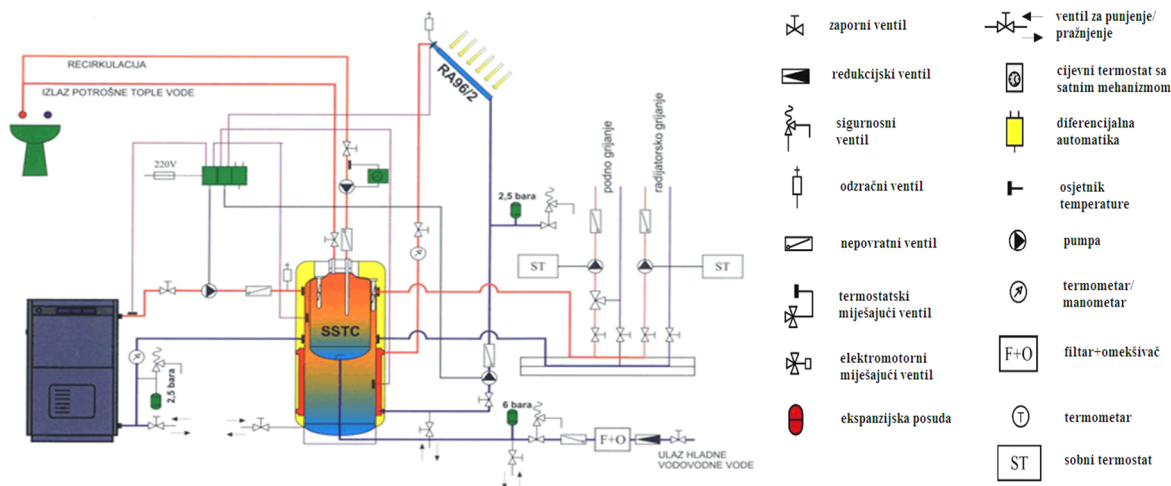 RECIRKULACIJA
IZLAZ POTROŠNE TOPLE VODE
220V
RA96/2
2,5 bara
podno grijanje
radijatorsko grijanje
ST
ST
SSTC
2,5 bara
6 bara
F+O
ULAZ HLADNE
VODOVODNE VODE
zaporni ventil
redukcijski ventil
sigurnosni
ventil
odzračni ventil
nepovratni ventil
termostatski
miješajući ventil
elektromotorni
miješajući ventil
ekspanzijska posuda
ventil za punjenje/
pražnjenje
cijevni termostat sa
satnim mehanizmom
diferencijalna
automatika
osjetnik
temperature
pumpa
termometar/
manometar
F+O
filtar+omekšivač
T
termometar
ST
sobni termostat